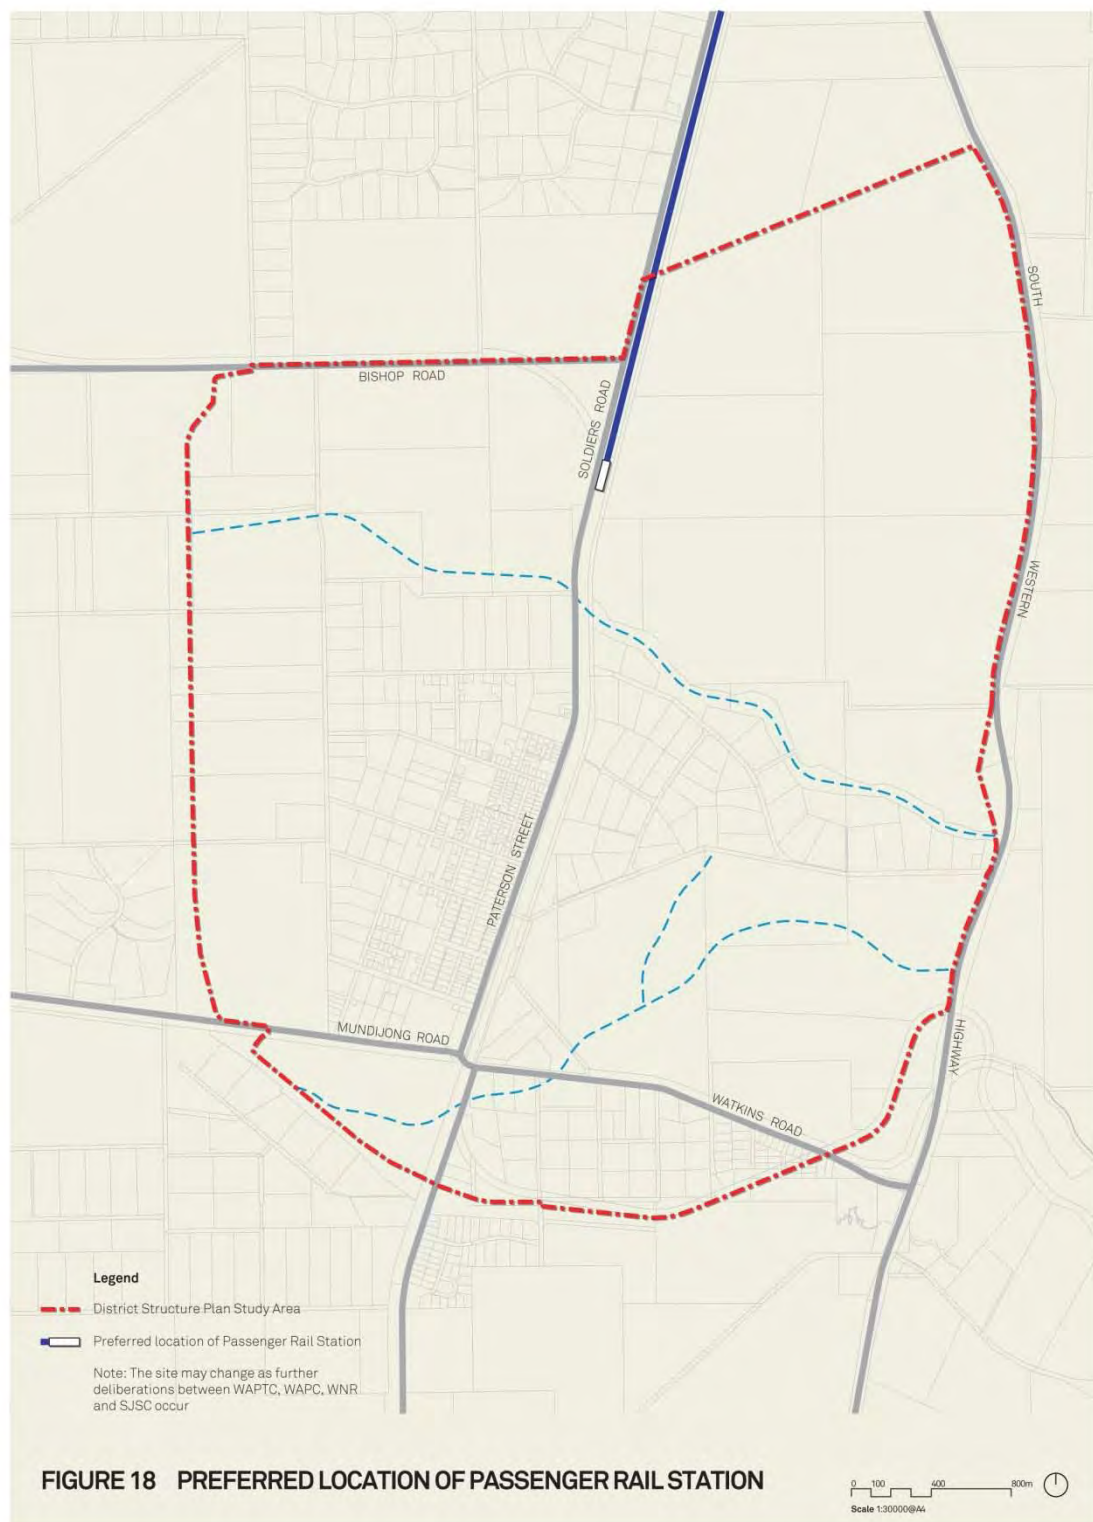 SOUTH
BISHOP ROAD
SOLDIERS ROAD
WESTERN
PATERSON STREET
MUNDIJONG ROAD
HIGHWAY
WATKINS ROAD
Legend
District Structure Plan Study Area
Preferred location of Passenger Rail Station
Note: The site may change as further
deliberations between WAPTC, WAPC, WNR
and SJSC occur
FIGURE 18 PREFERRED LOCATION OF PASSENGER RAIL STATION
0 100 400 800m
Scale 1:30000@A4